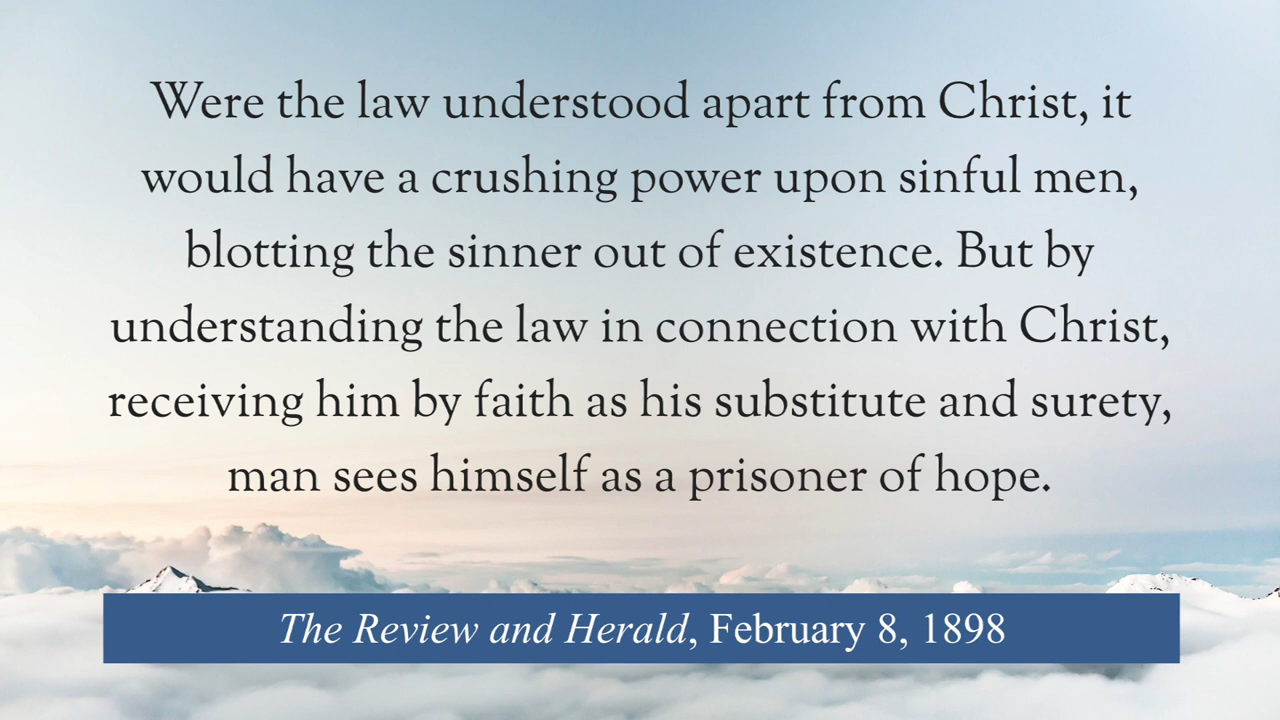 Were the law understood apart from Christ, it
would have a crushing power upon sinful men,
blotting the sinner out of existence. But by
understanding the law in connection with Christ,
receiving him by faith as his substitute and surety,
man sees himself as a prisoner of hope.
The Review and Herald, February 8, 1898